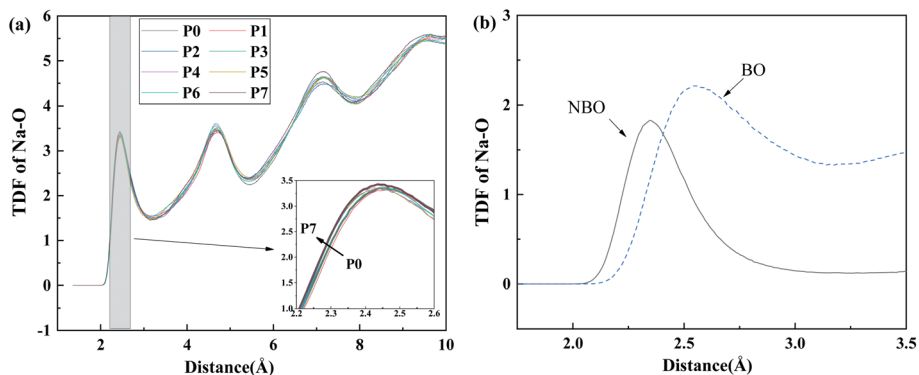 (a)
TDF of Na-O
6
5
4
3
2
1
0
-1
P0 P1
P2 P3
P4 P5
P6 P7
3.5
3.0
2.5
2.0
1.5
1.0
P7
P0
2.2 2.3 2.4 2.5 2.6
2 4 6 8 10
Distance(Å)
(b)
TDF of Na-O
3
2
1
0
NBO
BO
2.0 2.5 3.0 3.5
Distance(Å)